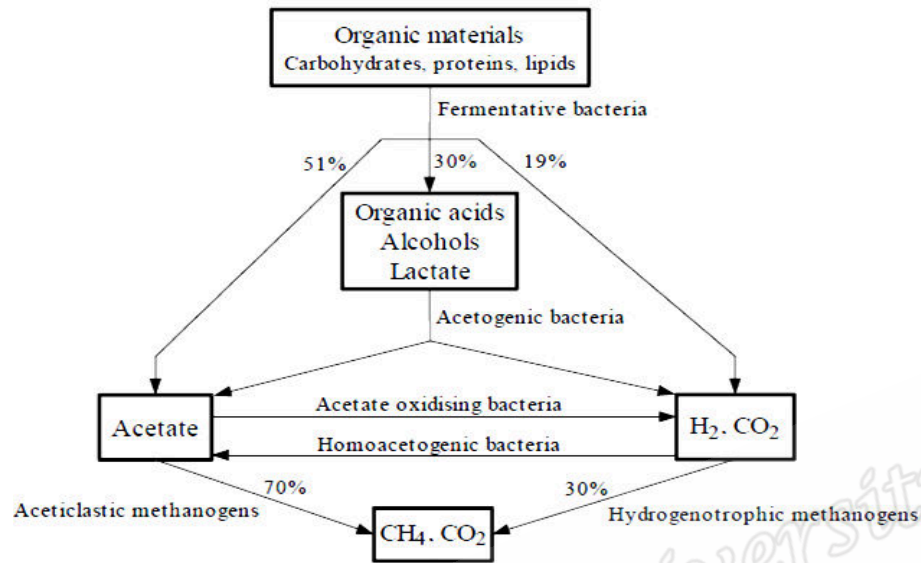 Organic materials
Carbohydrates, proteins, lipids
Fermentative bacteria
51%
30%
19%
Organic acids
Alcohols
Lactate
Acetogenic bacteria
Acetate oxidising bacteria
Acetate
H₂. CO₂
Homoacetogenic bacteria
70%
30%
Aceticlastic methanogens
Hydrogenotrophic methanogens
CH₄. CO₂